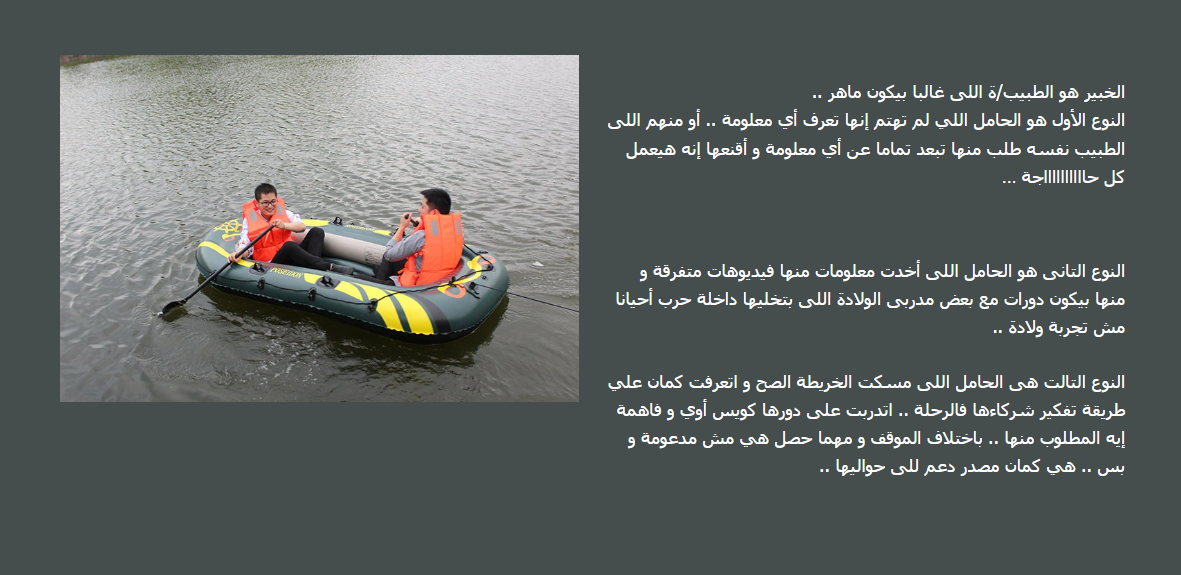 الخبير هو الطبيب/ة اللى غالبا بيكون ماهر ..
النوع الأول هو الحامل اللي لم تهتم إنها تعرف أي معلومة .. أو منهم اللى
الطبيب نفسه طلب منها تبعد تماما عن أي معلومة و أقنعها إنه هيعمل
كل حااااااااااجة ...
النوع التانى هو الحامل اللى أخدت معلومات منها فيديوهات متفرقة و
منها بيكون دورات مع بعض مدربى الولادة اللى بتخليها داخلة حرب أحيانا
مش تجربة ولادة ..
النوع التالت هى الحامل اللى مسكت الخريطة الصح و اتعرفت كمان علي
طريقة تفكير شركاءها فالرحلة .. اتدربت على دورها كويس أوي و فاهمة
إيه المطلوب منها .. باختلاف الموقف و مهما حصل هي مش مدعومة و
بس .. هي كمان مصدر دعم للى حواليها ..